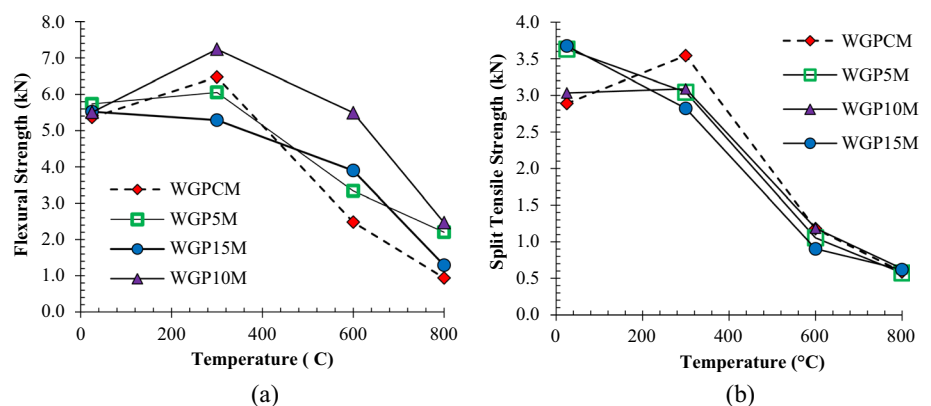 Flexural Strength (kN)
8.0
7.0
6.0
5.0
4.0
3.0
2.0
1.0
0.0
WGPCM
WGP5M
WGP15M
WGP10M
0 200 400 600 800
Temperature ( C)
(a)
Split Tensile Strength (kN)
4.0
3.5
3.0
2.5
2.0
1.5
1.0
0.5
0.0
WGPCM
WGP5M
WGP10M
WGP15M
0 200 400 600 800
Temperature (°C)
(b)